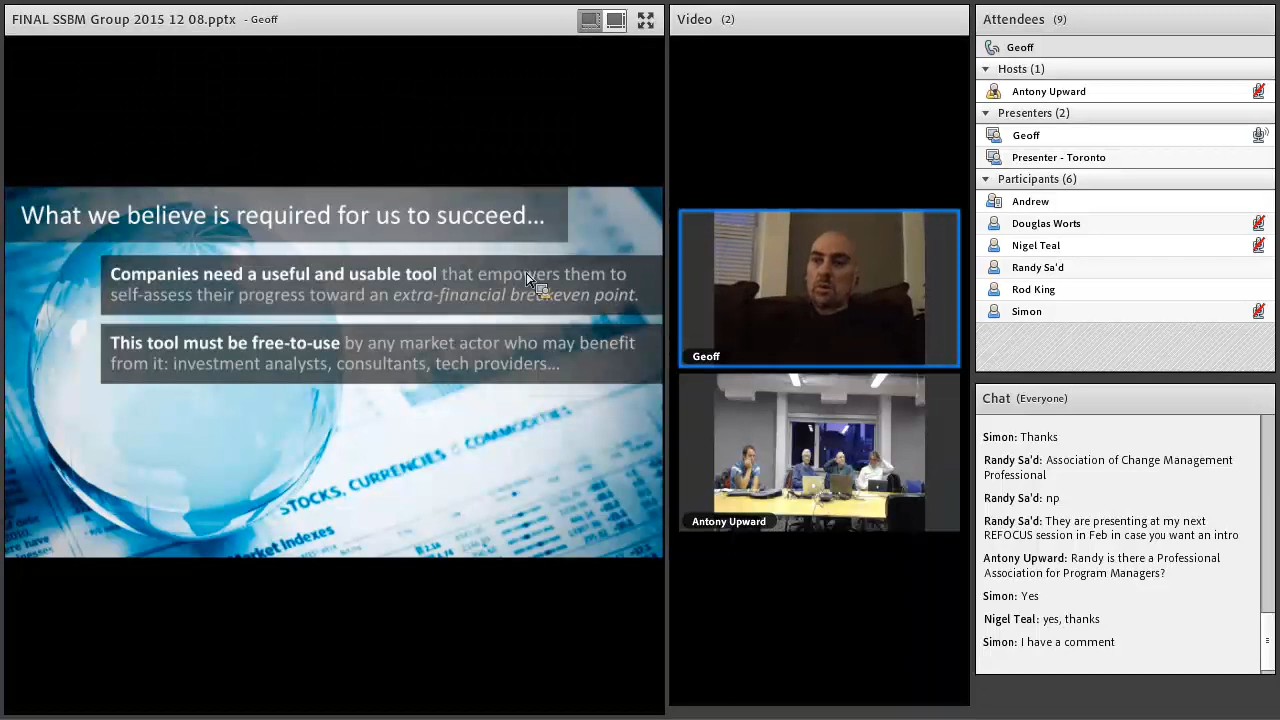 FINAL SSBM Group 2015 12 08.pptx - Geoff
What we believe is required for us to succeed...
Companies need a useful and usable tool that empowers them to
self-assess their progress toward an extra-financial break-even point.
This tool must be free-to-use by any market actor who may benefit
from it: investment analysts, consultants, tech providers...
STOCKS, CURRENCIES & COMMODITIES
Market Indexes
Video (2)
Geoff
Antony Upward
Attendees (9)
Geoff
Hosts (1)
Antony Upward
Presenters (2)
Geoff
Presenter - Toronto
Participants (6)
Andrew
Douglas Worts
Nigel Teal
Randy Sa'd
Rod King
Simon
Chat (Everyone)
Simon: Thanks
Randy Sa'd: Association of Change Management
Professional
Randy Sa'd: np
Randy Sa'd: They are presenting at my next
REFOCUS session in Feb in case you want an intro
Antony Upward: Randy is there a Professional
Association for Program Managers?
Simon: Yes
Nigel Teal: yes, thanks
Simon: I have a comment